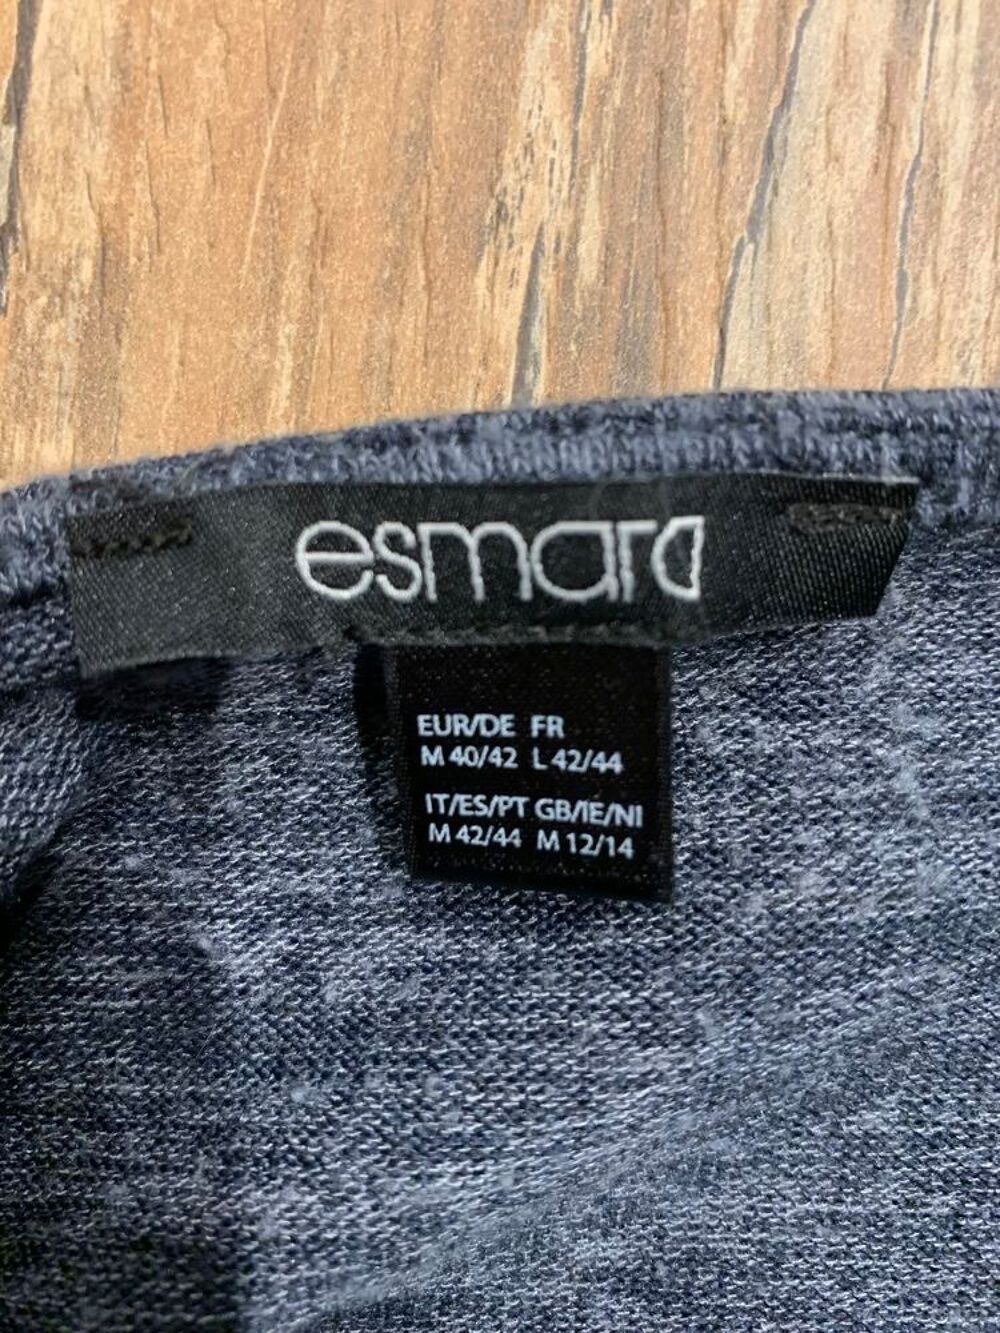 esmara
EUR/DE FR
M 40/42 L 42/44
IT/ES/PT GB/IE/NI
M 42/44 M 12/14